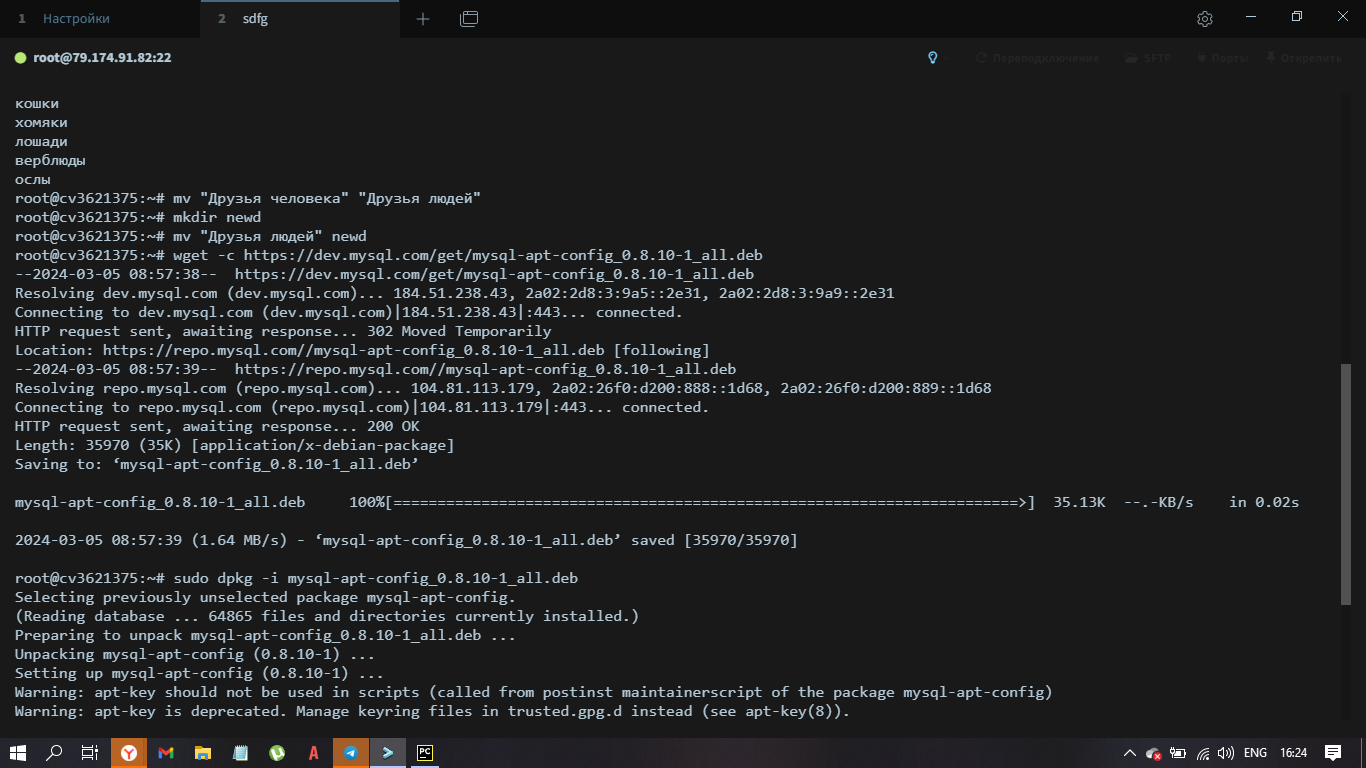 1 Настройки
2 sdfg
root@79.174.91.82:22
Переподключение SFTP Порты Открепить
кошки
хомяки
лошади
верблюды
ослы
root@cv3621375:~# mv "Друзья человека" "Друзья людей"
root@cv3621375:~# mkdir newd
root@cv3621375:~# mv "Друзья людей" newd
root@cv3621375:~# wget -c https://dev.mysql.com/get/mysql-apt-config_0.8.10-1_all.deb
--2024-03-05 08:57:38--  https://dev.mysql.com/get/mysql-apt-config_0.8.10-1_all.deb
Resolving dev.mysql.com (dev.mysql.com)... 184.51.238.43, 2a02:2d8:3:9a5::2e31, 2a02:2d8:3:9a9::2e31
Connecting to dev.mysql.com (dev.mysql.com)|184.51.238.43|:443... connected.
HTTP request sent, awaiting response... 302 Moved Temporarily
Location: https://repo.mysql.com//mysql-apt-config_0.8.10-1_all.deb [following]
--2024-03-05 08:57:39--  https://repo.mysql.com//mysql-apt-config_0.8.10-1_all.deb
Resolving repo.mysql.com (repo.mysql.com)... 104.81.113.179, 2a02:26f0:d200:888::1d68, 2a02:26f0:d200:889::1d68
Connecting to repo.mysql.com (repo.mysql.com)|104.81.113.179|:443... connected.
HTTP request sent, awaiting response... 200 OK
Length: 35970 (35K) [application/x-debian-package]
Saving to: ‘mysql-apt-config_0.8.10-1_all.deb’
mysql-apt-config_0.8.10-1_all.deb     100%[=======================================================================>]  35.13K  --.-KB/s    in 0.02s
2024-03-05 08:57:39 (1.64 MB/s) - ‘mysql-apt-config_0.8.10-1_all.deb’ saved [35970/35970]
root@cv3621375:~# sudo dpkg -i mysql-apt-config_0.8.10-1_all.deb
Selecting previously unselected package mysql-apt-config.
(Reading database ... 64865 files and directories currently installed.)
Preparing to unpack mysql-apt-config_0.8.10-1_all.deb ...
Unpacking mysql-apt-config (0.8.10-1) ...
Setting up mysql-apt-config (0.8.10-1) ...
Warning: apt-key should not be used in scripts (called from postinst maintainerscript of the package mysql-apt-config)
Warning: apt-key is deprecated. Manage keyring files in trusted.gpg.d instead (see apt-key(8)).
PC ENG 16:24